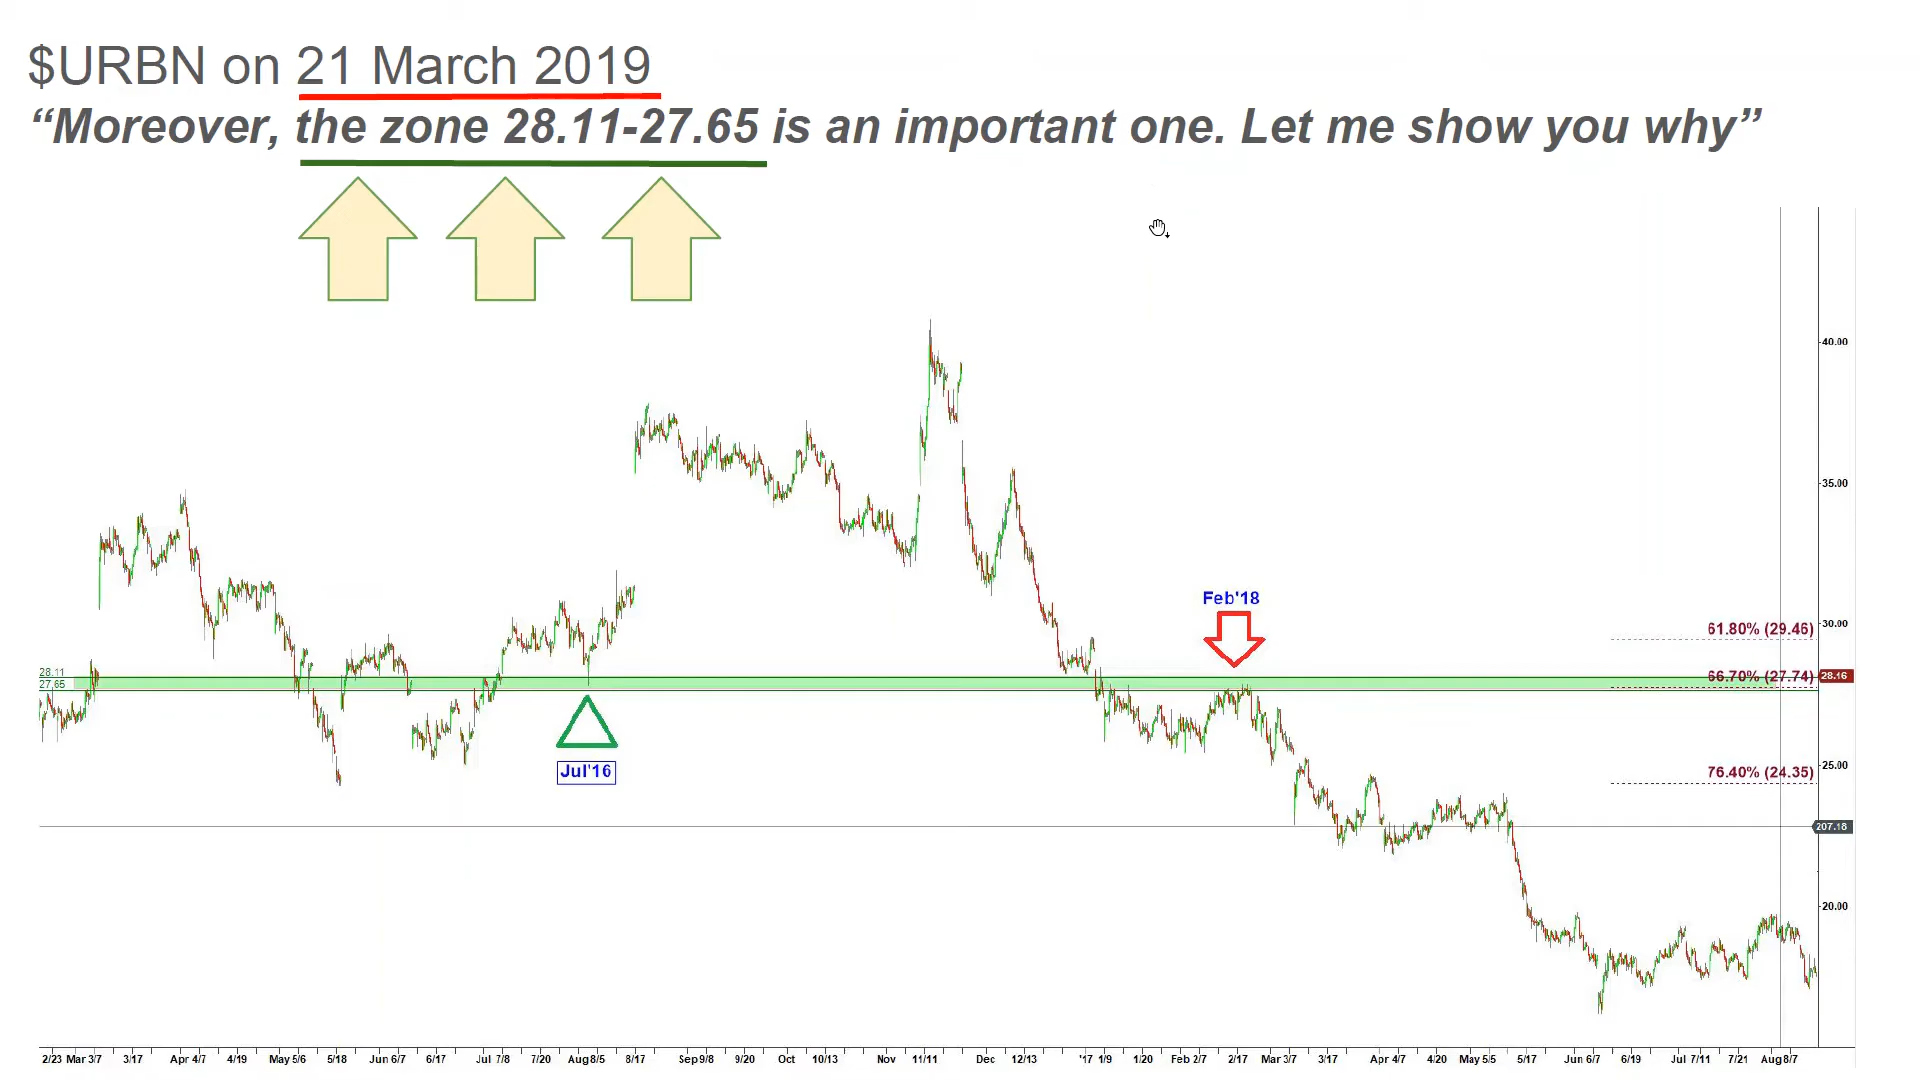 $URBN on 21 March 2019
“Moreover, the zone 28.11-27.65 is an important one. Let me show you why”
40.00
35.00
Feb'18
30.00
61.80% (29.46)
28.11
66.70% (27.74)
28.16
27.65
Jul'16
25.00
76.40% (24.35)
207.18
20.00
2/23 Mar 3/7 3/17 Apr 4/7 4/19 May 5/6 5/18 Jun 6/7 6/17 Jul 7/8 7/20 Aug 8/5 8/17 Sep 9/8 9/20 Oct 10/13 Nov 11/11 Dec 12/13 '17 1/9 1/20 Feb 2/7 2/17 Mar 3/7 3/17 Apr 4/7 4/20 May 5/5 5/17 Jun 6/7 6/19 Jul 7/11 7/21 Aug 8/7